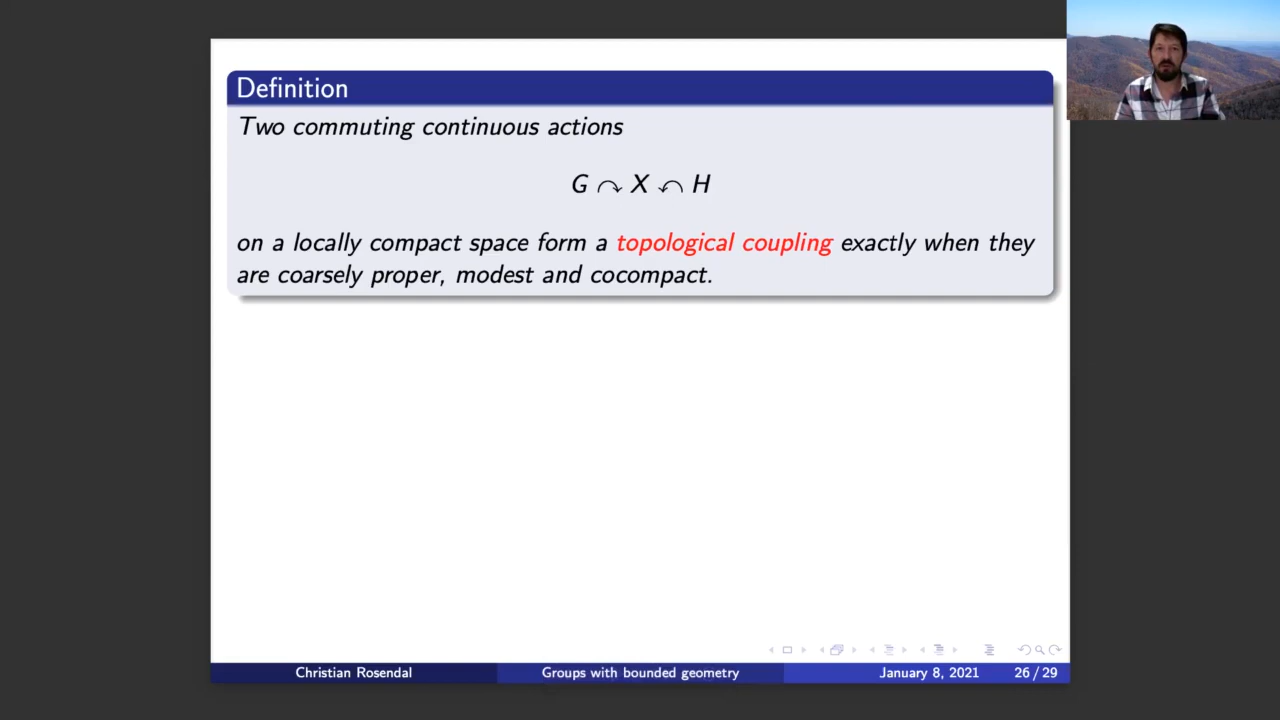 Definition
Two commuting continuous actions
G ↷ X ↶ H
on a locally compact space form a topological coupling exactly when they
are coarsely proper, modest and cocompact.
Christian Rosendal Groups with bounded geometry January 8, 2021 26 / 29